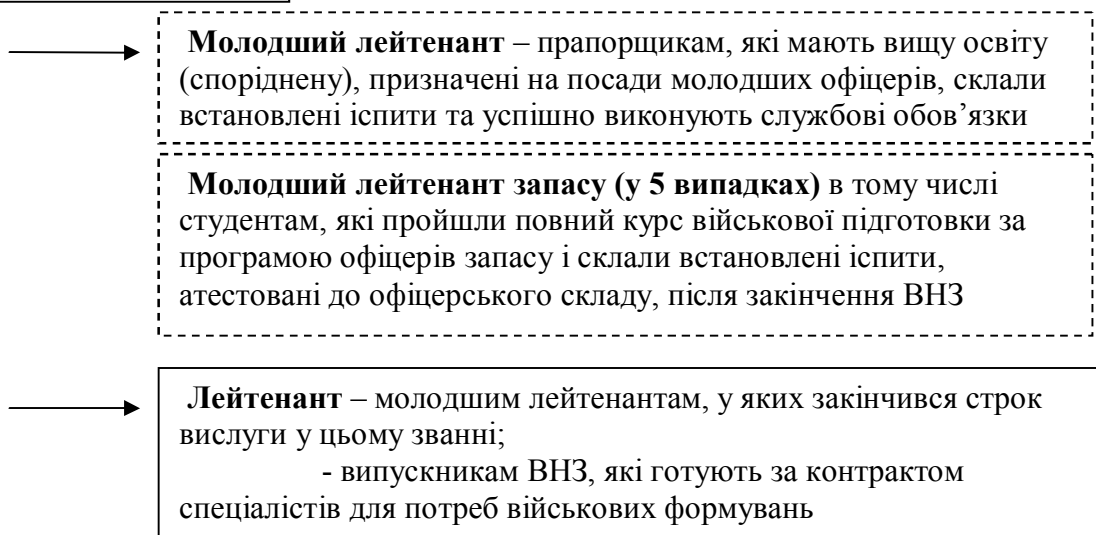 Молодший лейтенант – прапорщикам, які мають вищу освіту
(споріднену), призначені на посади молодших офіцерів, склали
встановлені іспити та успішно виконують службові обов’язки
Молодший лейтенант запасу (у 5 випадках) в тому числі
студентам, які пройшли повний курс військової підготовки за
програмою офіцерів запасу і склали встановлені іспити,
атестовані до офіцерського складу, після закінчення ВНЗ
Лейтенант – молодшим лейтенантам, у яких закінчився строк
вислуги у цьому званні;
- випускникам ВНЗ, які готують за контрактом
спеціалістів для потреб військових формувань